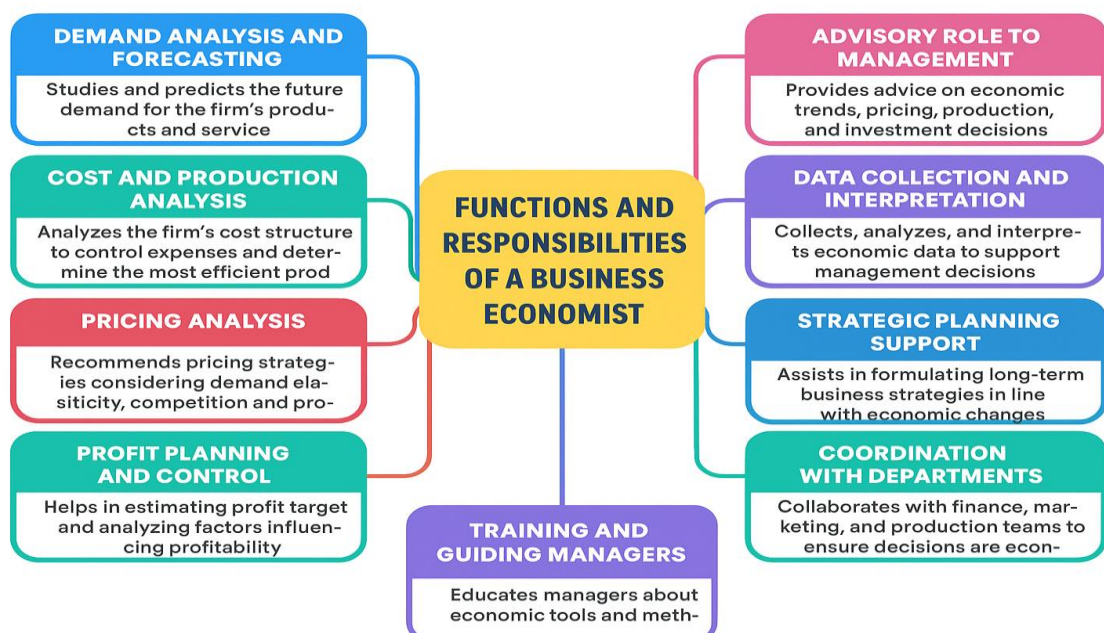 DEMAND ANALYSIS AND
FORECASTING
Studies and predicts the future
demand for the firm's produ-
cts and service
COST AND PRODUCTION
ANALYSIS
Analyzes the firm's cost structure
to control expenses and deter-
mine the most efficient prod
PRICING ANALYSIS
Recommends pricing strateg-
ies considering demand ela-
siticity, competition and pro-
PROFIT PLANNING
AND CONTROL
Helps in estimating profit target
and analyzing factors influen-
cing profitability
FUNCTIONS AND
RESPONSIBILITIES
OF A BUSINESS
ECONOMIST
TRAINING AND
GUIDING MANAGERS
Educates managers about
economic tools and meth-
ADVISORY ROLE TO
MANAGEMENT
Provides advice on economic
trends, pricing, production,
and investment decisions
DATA COLLECTION AND
INTERPRETATION
Collects, analyzes, and interpre-
ts economic data to support
management decisions
STRATEGIC PLANNING
SUPPORT
Assists in formulating long-term
business strategies in line
with economic changes
COORDINATION
WITH DEPARTMENTS
Collaborates with finance, mar-
keting, and production teams to
ensure decisions are econ-